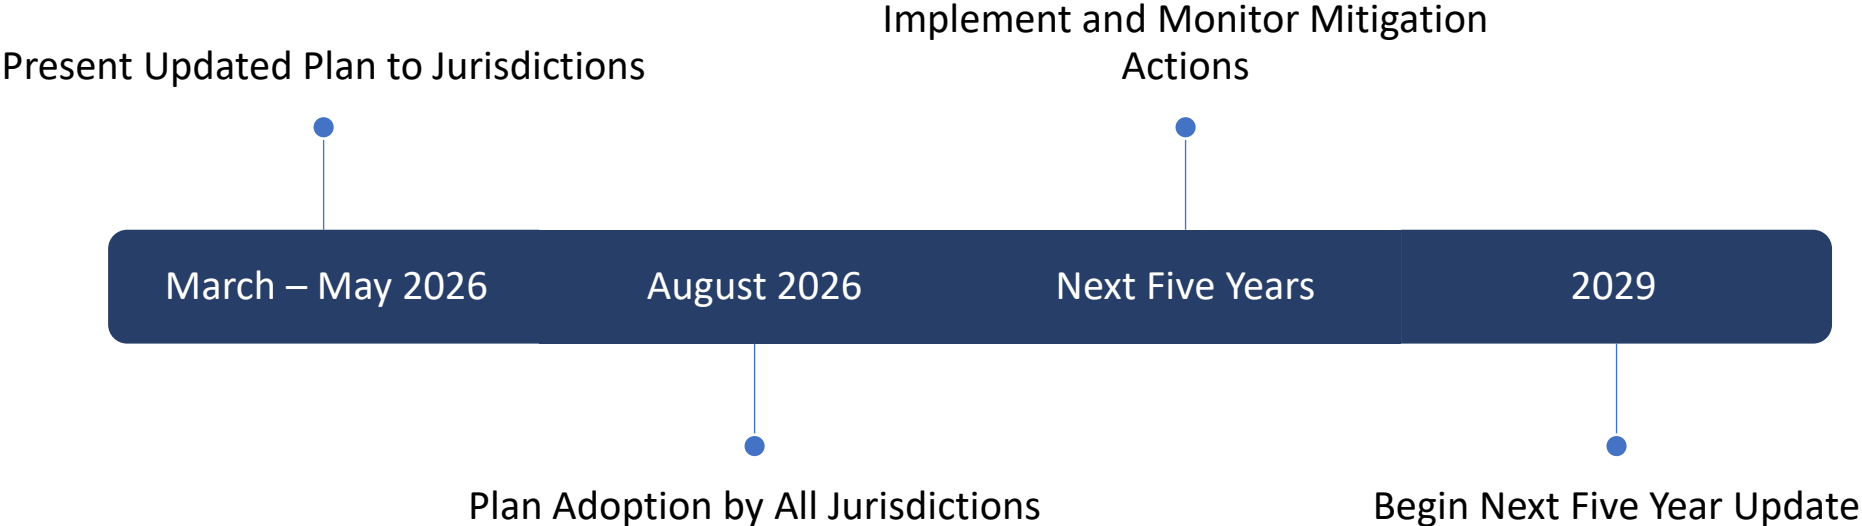 Implement and Monitor Mitigation
Actions
Present Updated Plan to Jurisdictions
March – May 2026
August 2026
Next Five Years
2029
Plan Adoption by All Jurisdictions
Begin Next Five Year Update